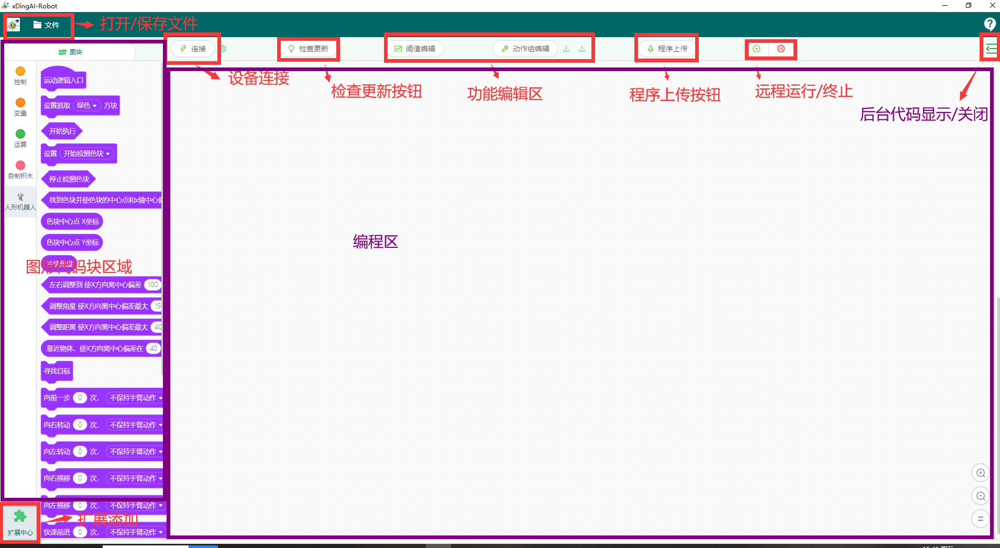 xDingAI-Robot
文件
打开/保存文件
?
图块
连接
检查更新
阈值编辑
动作组编辑
程序上传
设备连接
检查更新按钮
功能编辑区
程序上传按钮
远程运行/终止
后台代码显示/关闭
控制
变量
运算
自制积木
人形机器人
运动逻辑入口
设置抓取 绿色 方块
开始执行
设置 开始检测色块
停止检测色块
找到色块并使色块的中心点和x轴中心偏
色块中心点 X坐标
色块中心点 Y坐标
图形代码块区域
左右调整到 使X方向离中心偏差 100
调整角度 使X方向离中心偏差最大 150
调整距离 使X方向离中心偏差最大 40
靠近物体，使X方向离中心偏差在 40
寻找目标
向前一步 0 次， 不保持手臂动作
向右转动 0 次， 不保持手臂动作
向左转动 0 次， 不保持手臂动作
向右横移 0 次， 不保持手臂动作
向左横移 0 次， 不保持手臂动作
快速前进 0 次， 不保持手臂动作
编程区
扩展添加
扩展中心